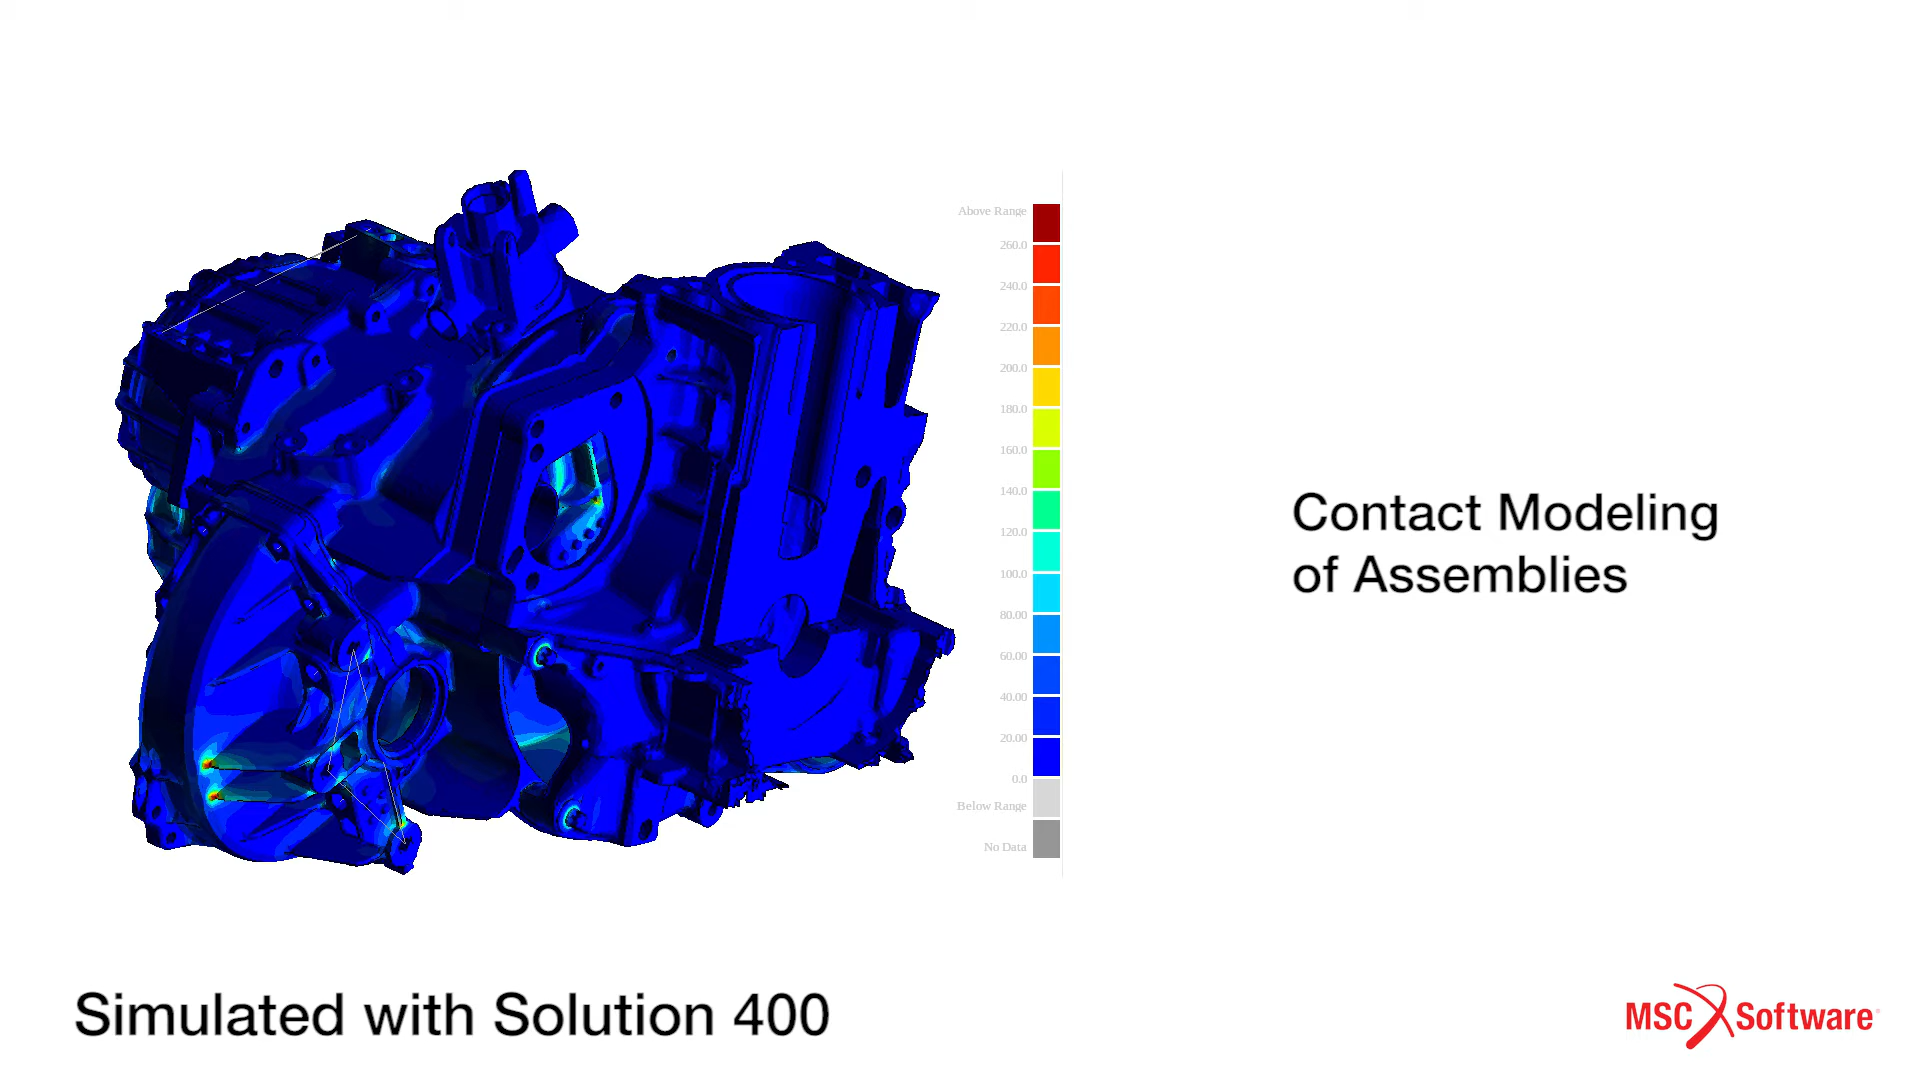 Above Range
260.0
240.0
220.0
200.0
180.0
160.0
140.0
120.0
100.0
80.00
60.00
40.00
20.00
0.0
Below Range
No Data
Contact Modeling
of Assemblies
Simulated with Solution 400
MSC Software